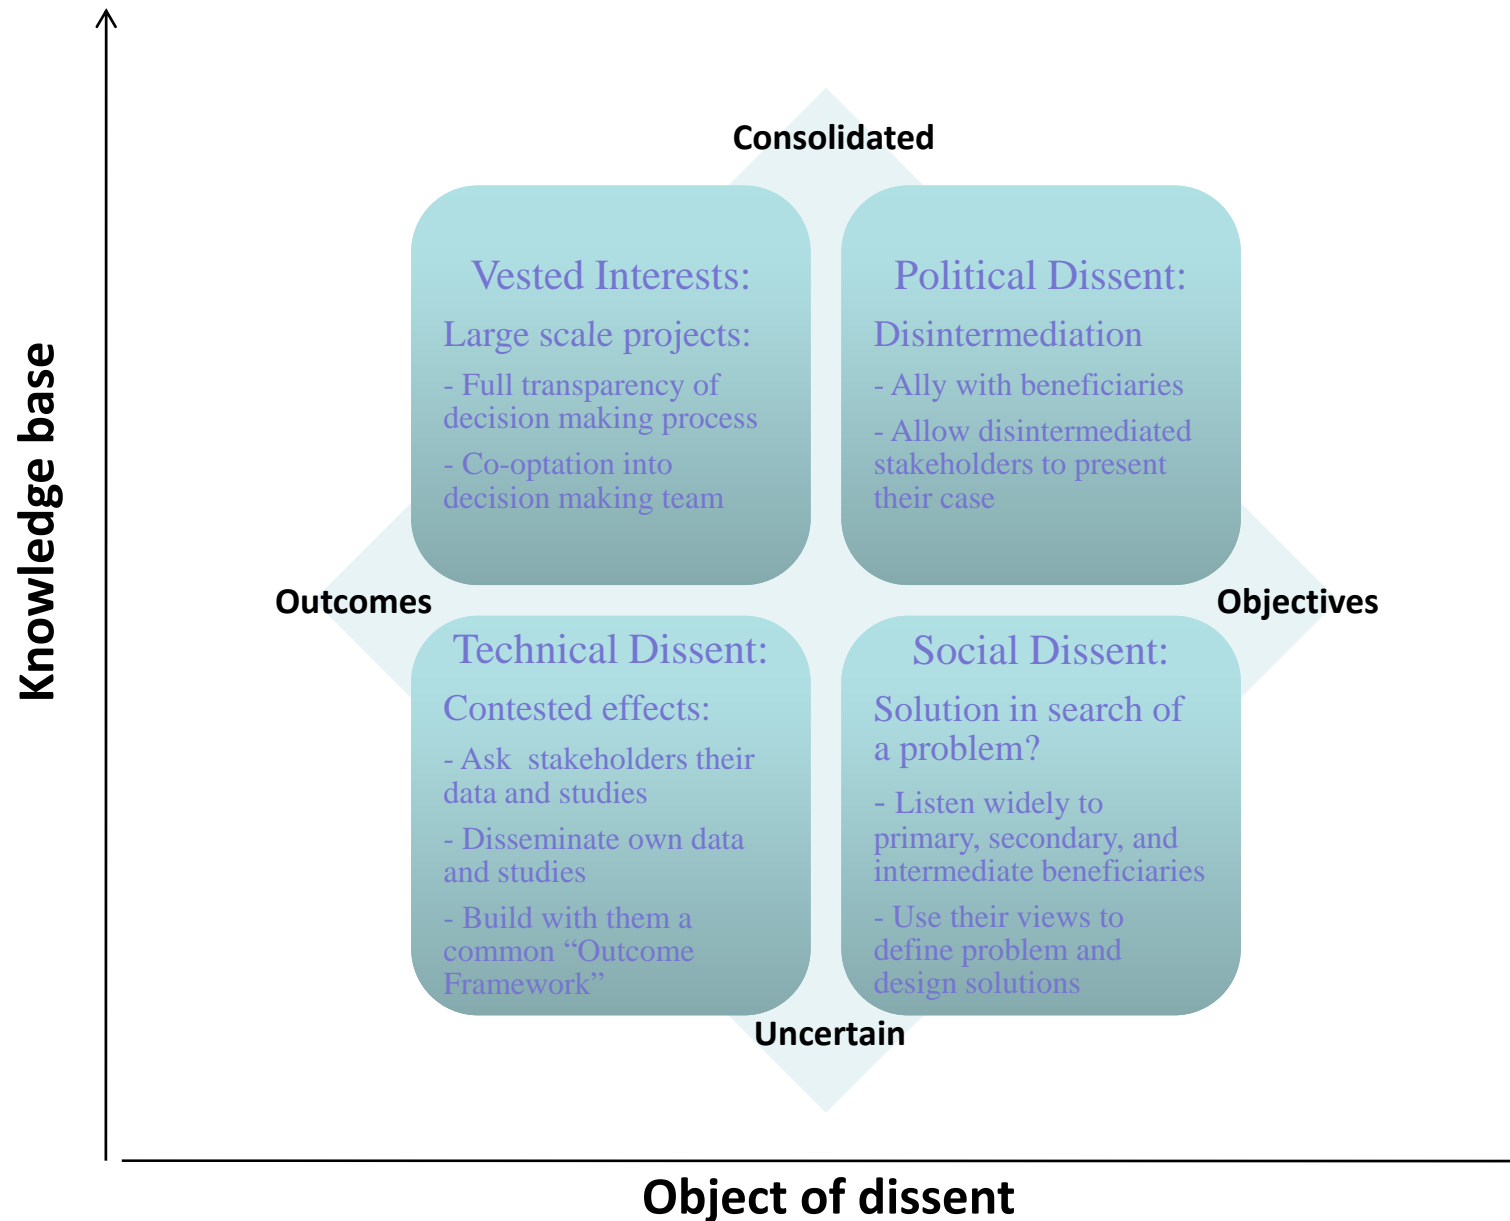 Consolidated
Vested Interests:
Large scale projects:
- Full transparency of
decision making process
- Co-optation into
decision making team
Political Dissent:
Disintermediation
- Ally with beneficiaries
- Allow disintermediated
stakeholders to present
their case
Knowledge base
Outcomes
Objectives
Technical Dissent:
Contested effects:
- Ask  stakeholders their
data and studies
- Disseminate own data
and studies
- Build with them a
common “Outcome
Framework”
Social Dissent:
Solution in search of
a problem?
- Listen widely to
primary, secondary, and
intermediate beneficiaries
- Use their views to
define problem and
design solutions
Uncertain
Object of dissent